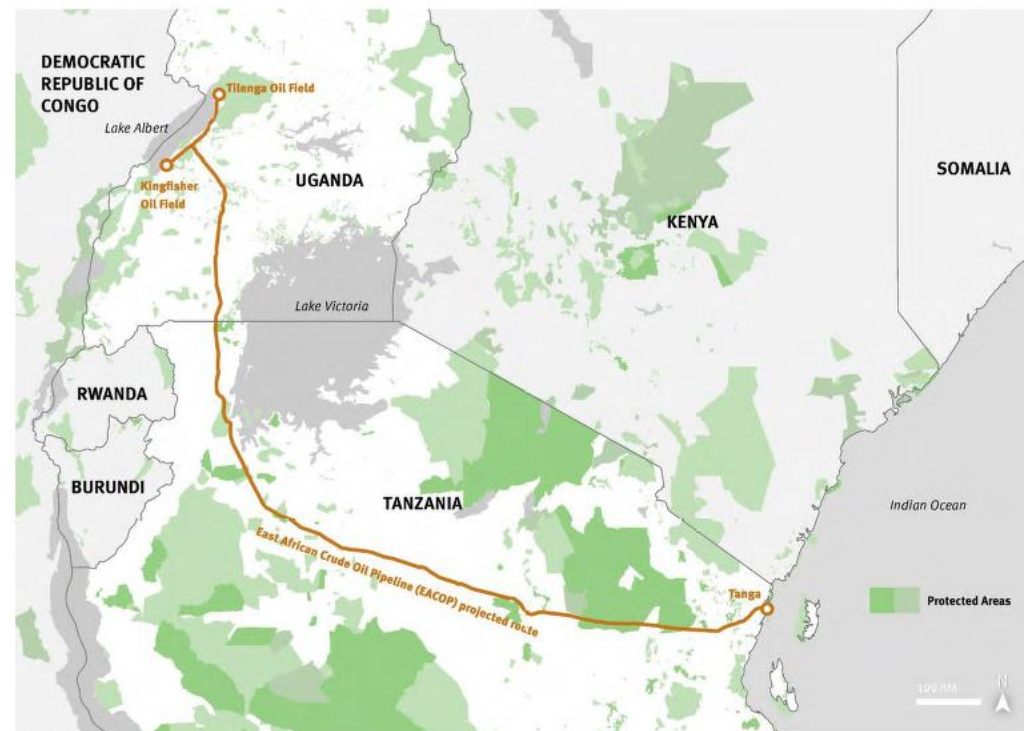 DEMOCRATIC
REPUBLIC OF
CONGO
Tilenga Oil Field
Lake Albert
Kingfisher
Oil Field
UGANDA
SOMALIA
KENYA
Lake Victoria
RWANDA
BURUNDI
TANZANIA
Indian Ocean
East African Crude Oil Pipeline (EACOP) projected route
Tanga
Protected Areas
100 KM
N